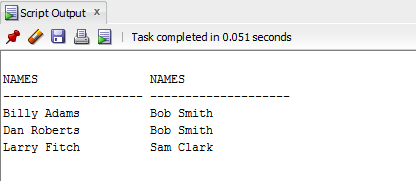 Script Output x
Task completed in 0.051 seconds
NAMES                NAMES
-------------------- --------------------
Billy Adams          Bob Smith
Dan Roberts          Bob Smith
Larry Fitch          Sam Clark